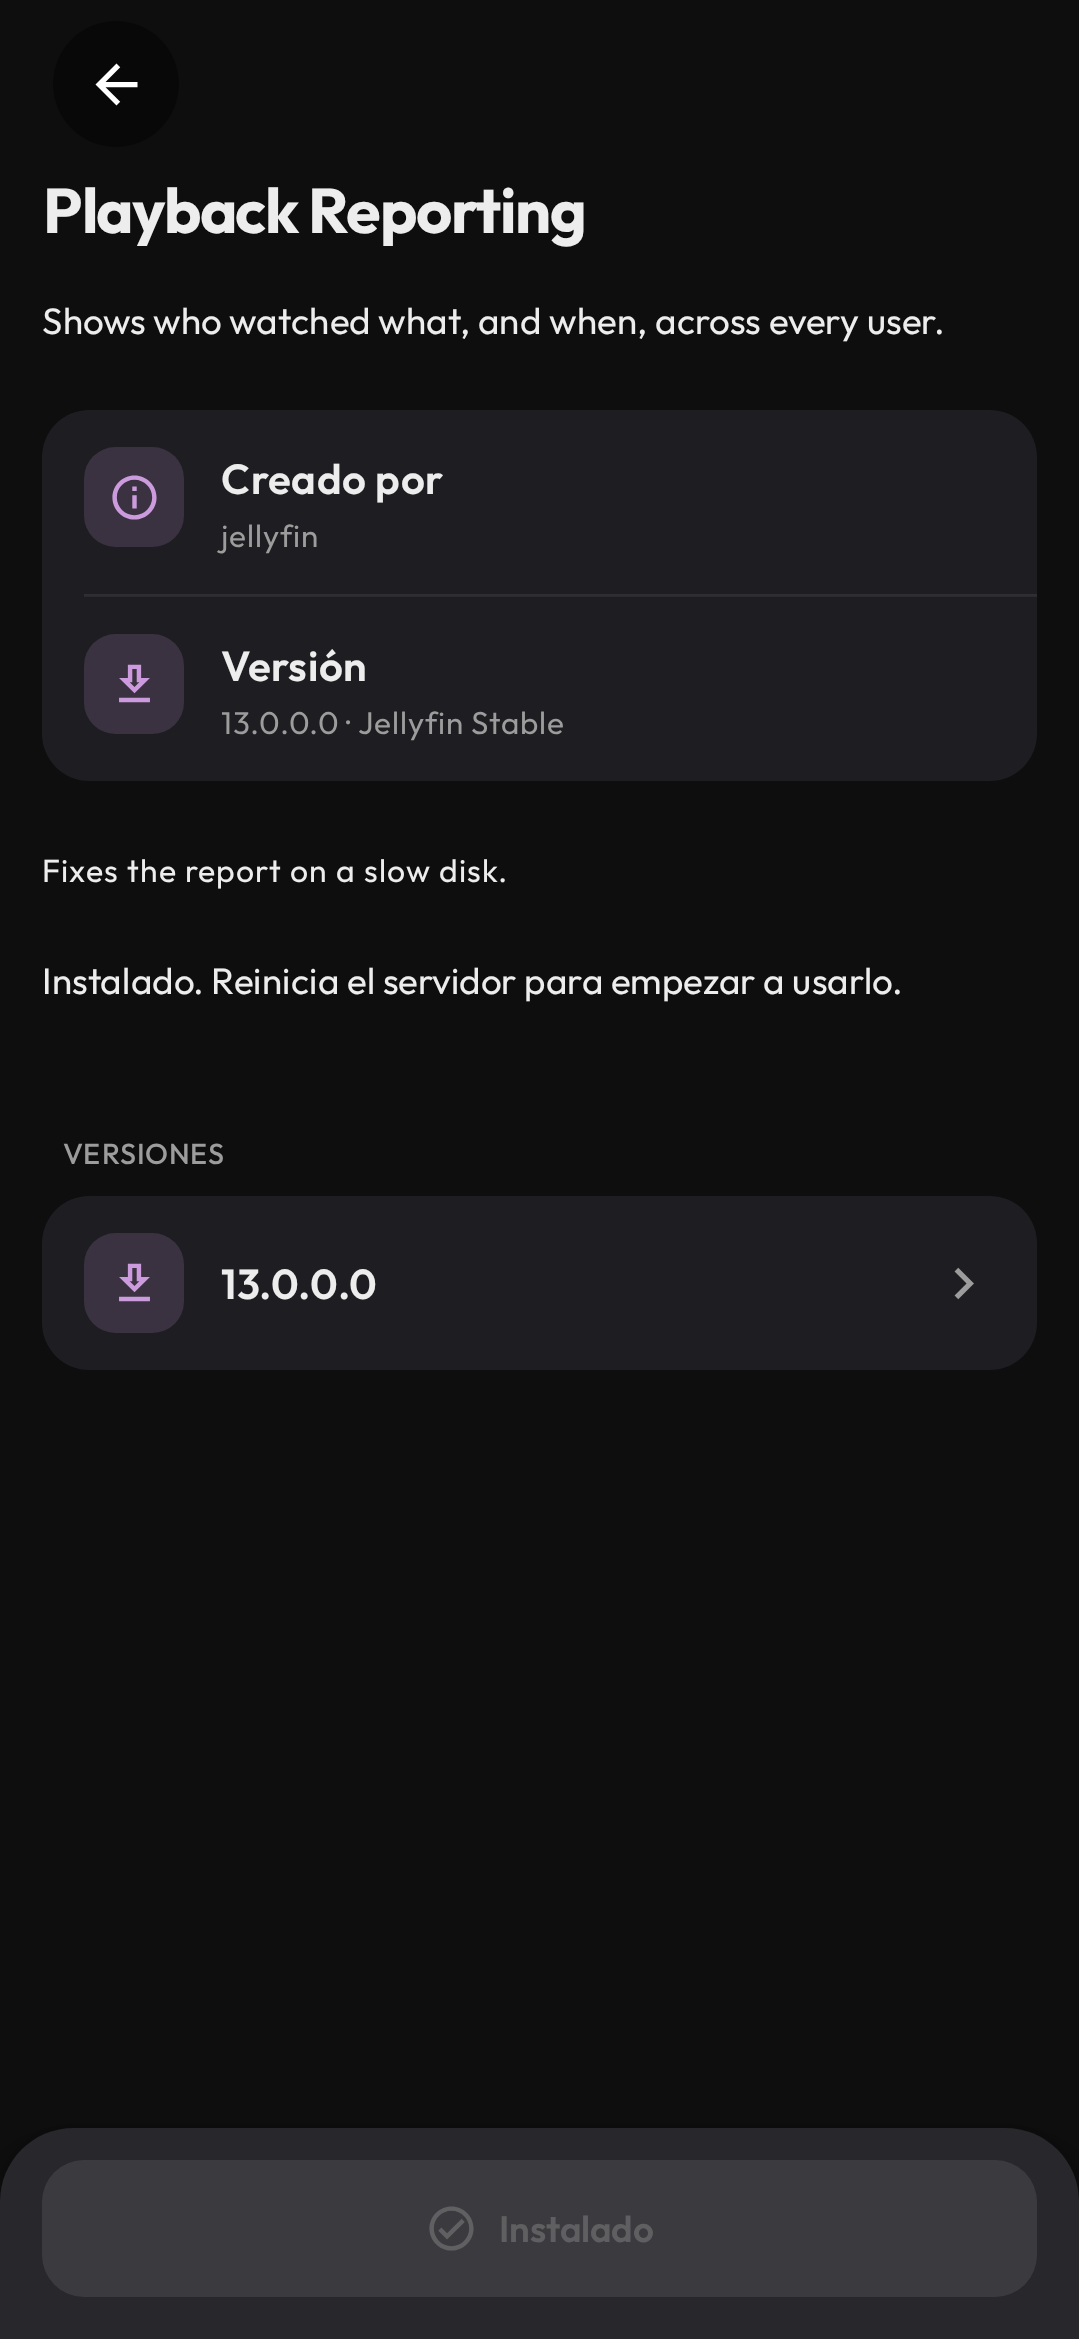 Playback Reporting
Shows who watched what, and when, across every user.
Creado por
jellyfin
Versión
13.0.0.0 · Jellyfin Stable
Fixes the report on a slow disk.
Instalado. Reinicia el servidor para empezar a usarlo.
VERSIONES
13.0.0.0
Instalado